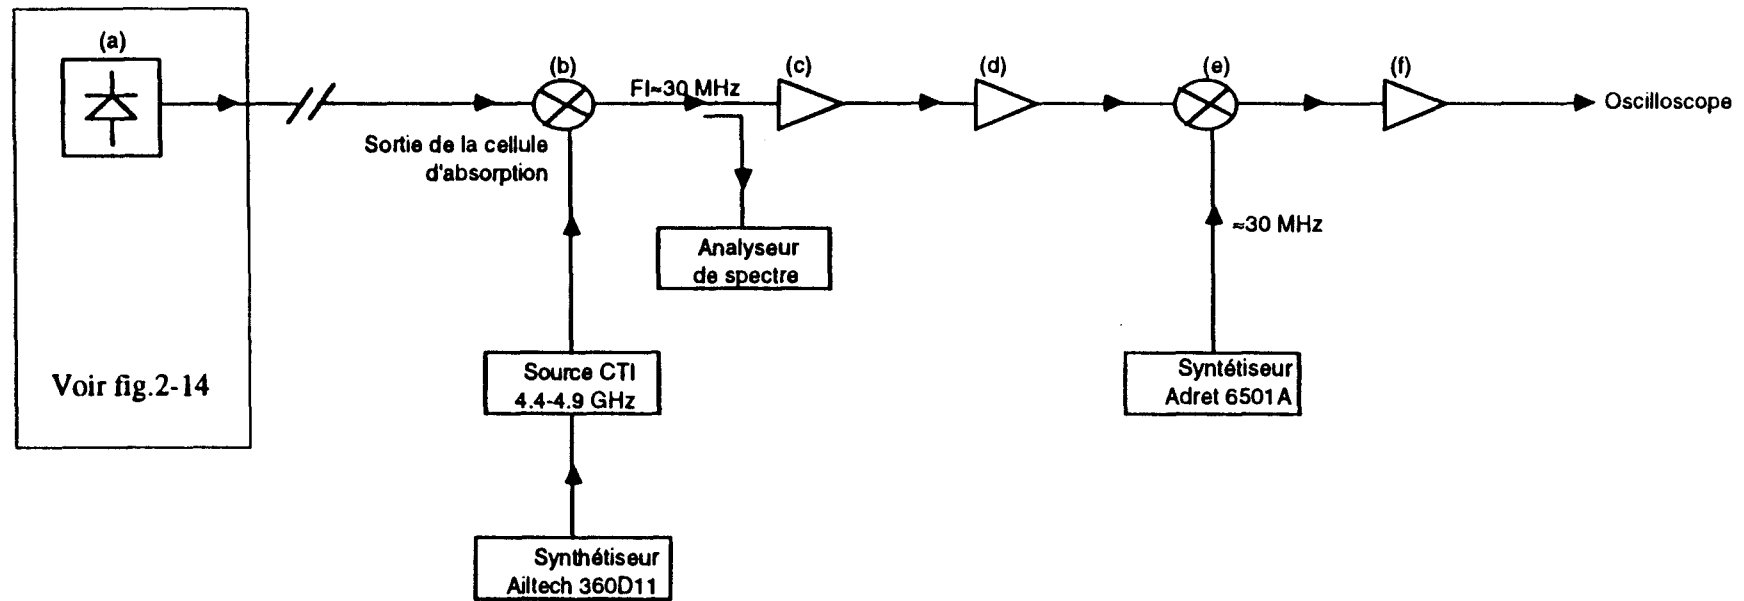 (a)
(b)
(c)
(d)
(e)
(f)
FI≈30 MHz
Oscilloscope
Sortie de la cellule
d'absorption
≈30 MHz
Analyseur
de spectre
Voir fig.2-14
Source CTI
4.4-4.9 GHz
Syntétiseur
Adret 6501A
Synthétiseur
Ailtech 360D11